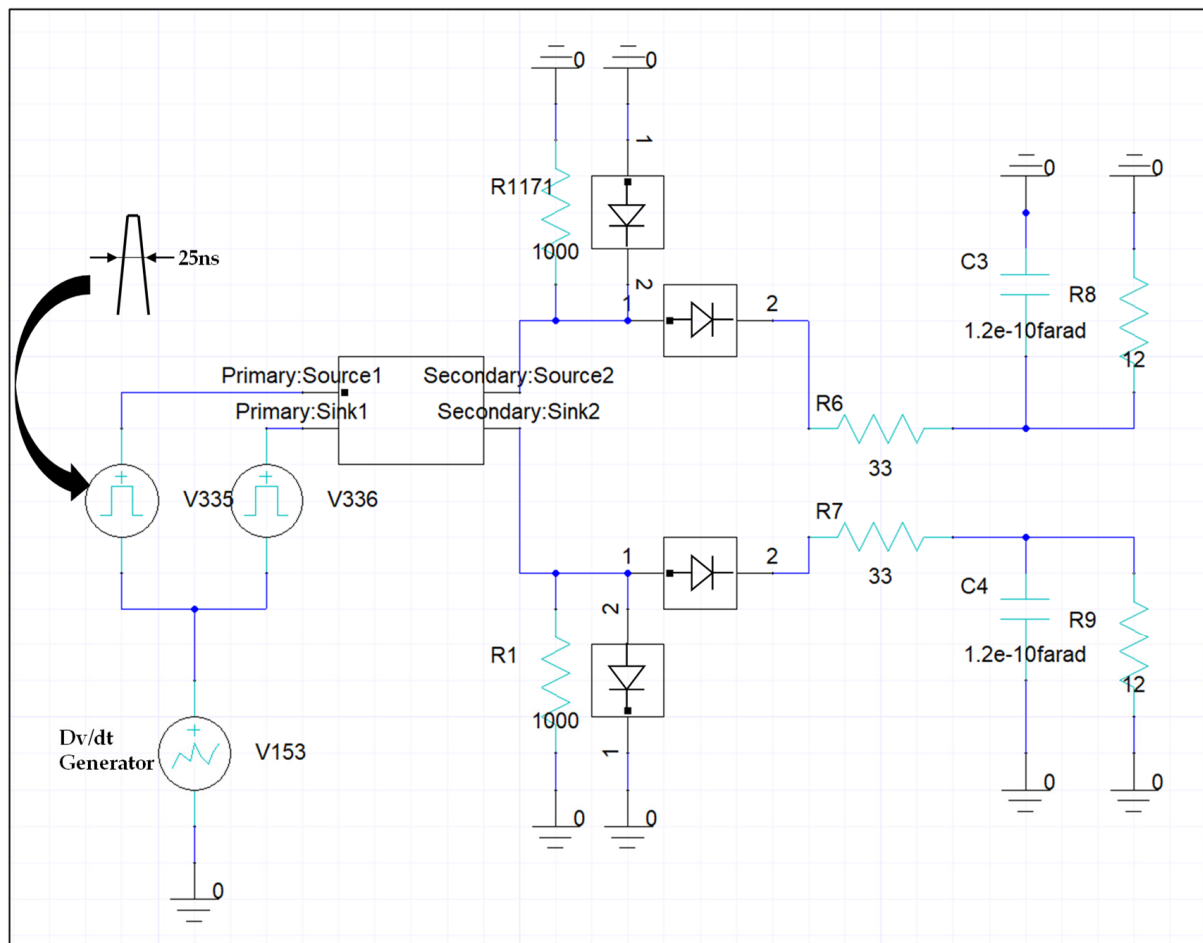 0
0
1
0
0
R1171
1000
2
1
2
C3
R8
1.2e-10farad
12
25ns
Primary:Source1
Secondary:Source2
Primary:Sink1
Secondary:Sink2
R6
33
V335
V336
R7
33
1
2
2
C4
R9
1.2e-10farad
12
R1
1000
1
Dv/dt
Generator
V153
0
0
0
0
0